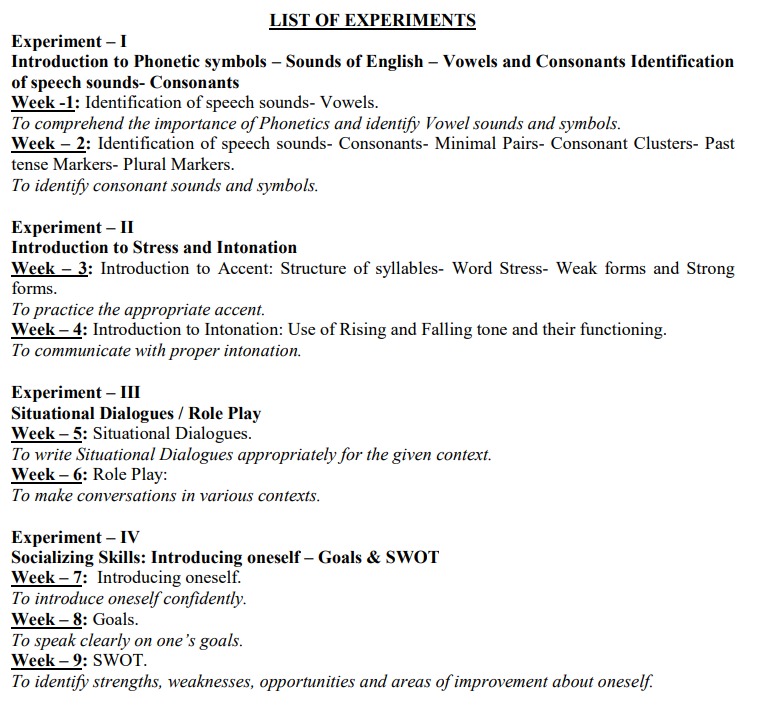 LIST OF EXPERIMENTS
Experiment – I
Introduction to Phonetic symbols – Sounds of English – Vowels and Consonants Identification
of speech sounds- Consonants
Week -1: Identification of speech sounds- Vowels.
To comprehend the importance of Phonetics and identify Vowel sounds and symbols.
Week – 2: Identification of speech sounds- Consonants- Minimal Pairs- Consonant Clusters- Past
tense Markers- Plural Markers.
To identify consonant sounds and symbols.
Experiment – II
Introduction to Stress and Intonation
Week – 3: Introduction to Accent: Structure of syllables- Word Stress- Weak forms and Strong
forms.
To practice the appropriate accent.
Week – 4: Introduction to Intonation: Use of Rising and Falling tone and their functioning.
To communicate with proper intonation.
Experiment – III
Situational Dialogues / Role Play
Week – 5: Situational Dialogues.
To write Situational Dialogues appropriately for the given context.
Week – 6: Role Play:
To make conversations in various contexts.
Experiment – IV
Socializing Skills: Introducing oneself – Goals & SWOT
Week – 7: Introducing oneself.
To introduce oneself confidently.
Week – 8: Goals.
To speak clearly on one’s goals.
Week – 9: SWOT.
To identify strengths, weaknesses, opportunities and areas of improvement about oneself.